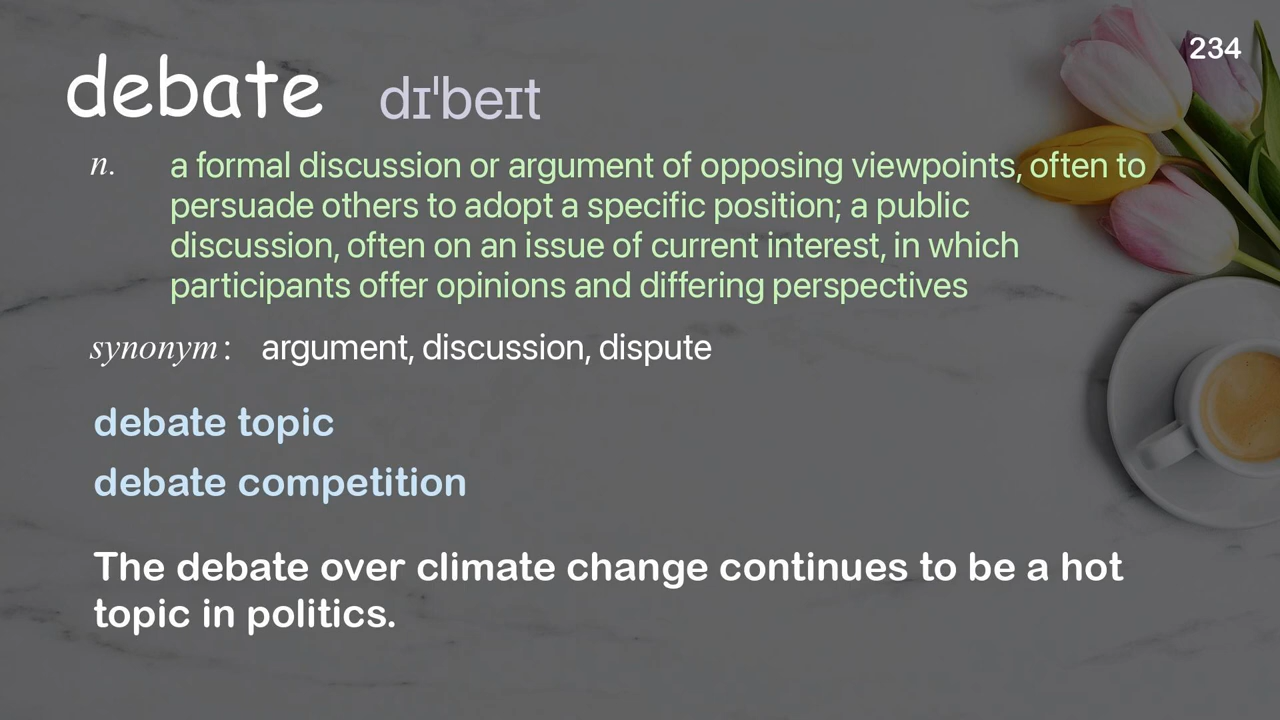 234
debate dɪˈbeɪt
n. a formal discussion or argument of opposing viewpoints, often to
persuade others to adopt a specific position; a public
discussion, often on an issue of current interest, in which
participants offer opinions and differing perspectives
synonym: argument, discussion, dispute
debate topic
debate competition
The debate over climate change continues to be a hot
topic in politics.